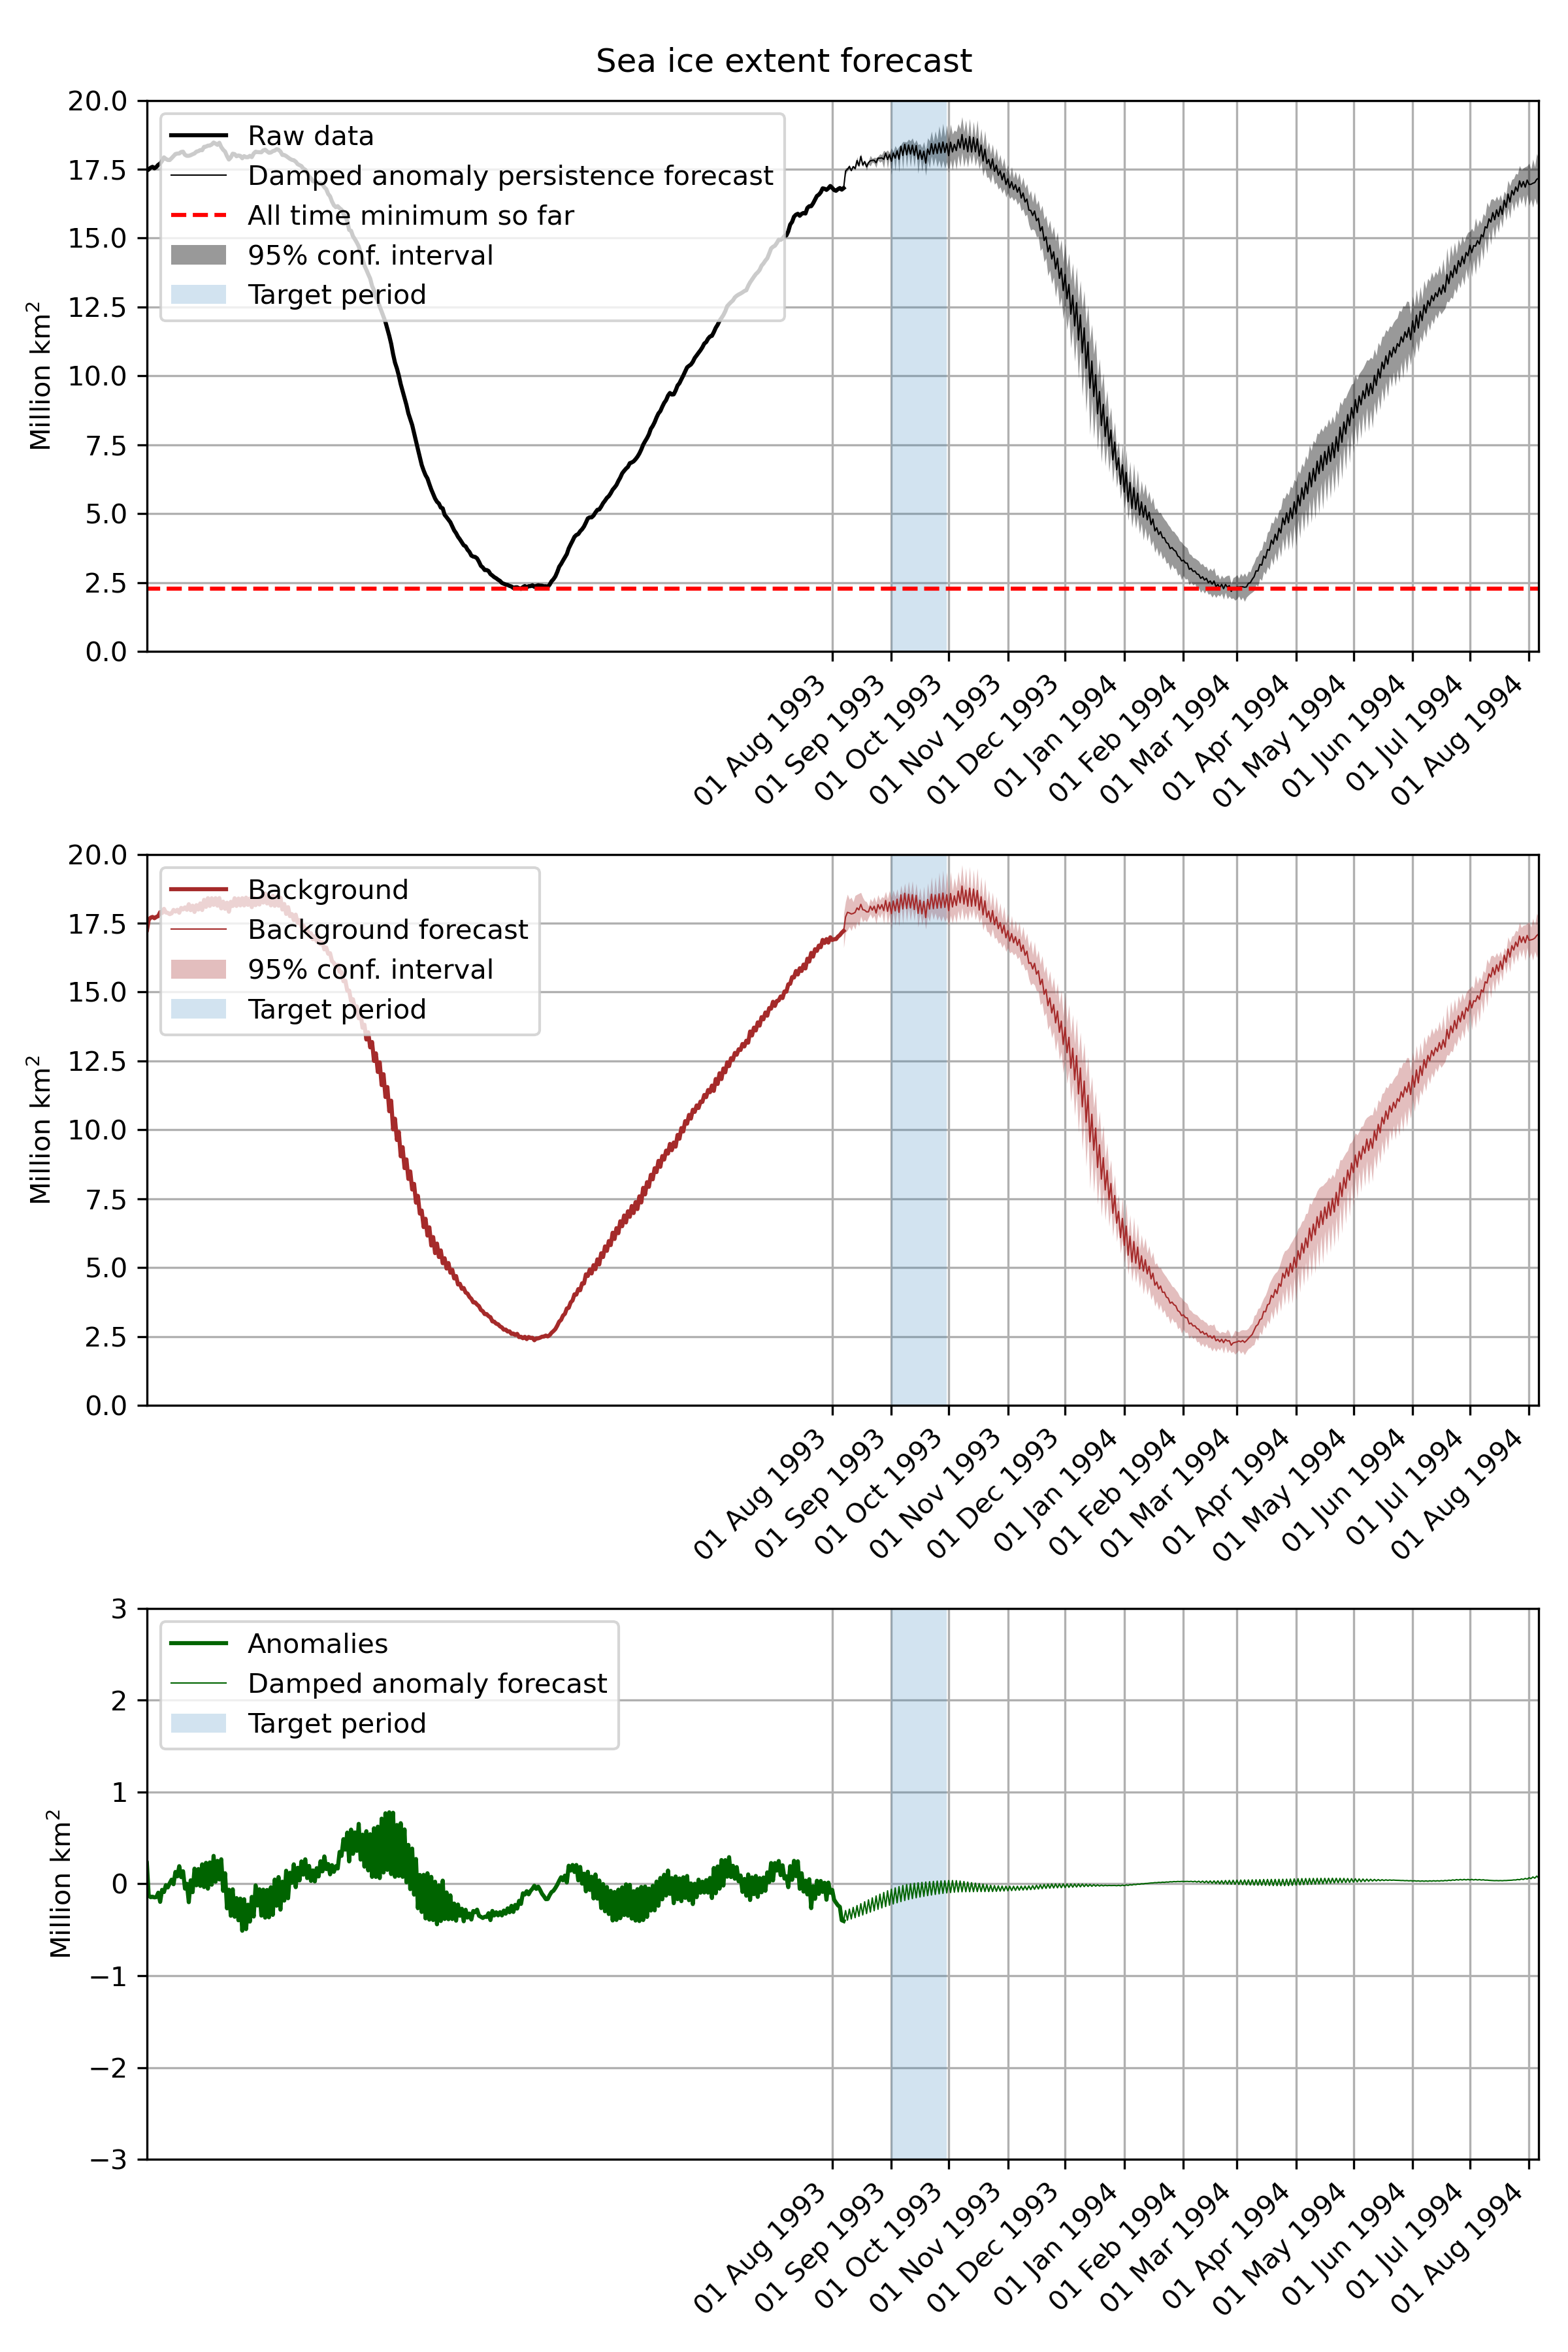 Sea ice extent forecast
20.0
17.5
15.0
12.5
10.0
7.5
5.0
2.5
0.0
Million km²
Raw data
Damped anomaly persistence forecast
All time minimum so far
95% conf. interval
Target period
01 Aug 1993
01 Sep 1993
01 Oct 1993
01 Nov 1993
01 Dec 1993
01 Jan 1994
01 Feb 1994
01 Mar 1994
01 Apr 1994
01 May 1994
01 Jun 1994
01 Jul 1994
01 Aug 1994
20.0
17.5
15.0
12.5
10.0
7.5
5.0
2.5
0.0
Million km²
Background
Background forecast
95% conf. interval
Target period
01 Aug 1993
01 Sep 1993
01 Oct 1993
01 Nov 1993
01 Dec 1993
01 Jan 1994
01 Feb 1994
01 Mar 1994
01 Apr 1994
01 May 1994
01 Jun 1994
01 Jul 1994
01 Aug 1994
3
2
1
0
−1
−2
−3
Million km²
Anomalies
Damped anomaly forecast
Target period
01 Aug 1993
01 Sep 1993
01 Oct 1993
01 Nov 1993
01 Dec 1993
01 Jan 1994
01 Feb 1994
01 Mar 1994
01 Apr 1994
01 May 1994
01 Jun 1994
01 Jul 1994
01 Aug 1994